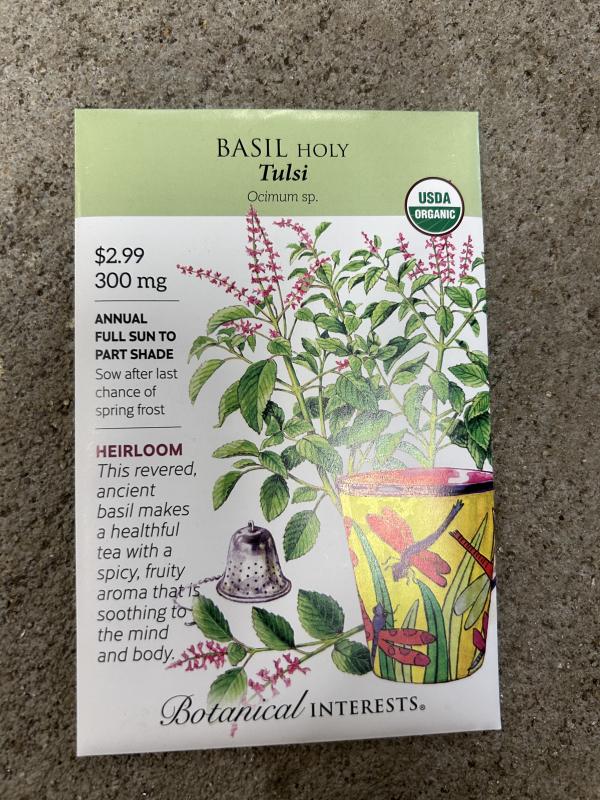 BASIL HOLY
Tulsi
Ocimum sp.
USDA
ORGANIC
$2.99
300 mg
ANNUAL
FULL SUN TO
PART SHADE
Sow after last
chance of
spring frost
HEIRLOOM
This revered,
ancient
basil makes
a healthful
tea with a
spicy, fruity
aroma that is
soothing to
the mind
and body.
Botanical INTERESTS®